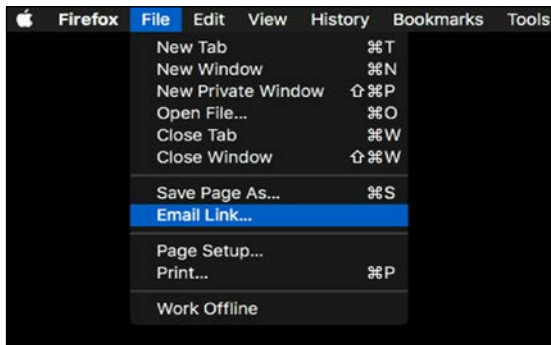 Firefox File Edit View History Bookmarks Tools
New Tab ⌘T
New Window ⌘N
New Private Window ⇧⌘P
Open File... ⌘O
Close Tab ⌘W
Close Window ⇧⌘W
Save Page As... ⌘S
Email Link...
Page Setup...
Print... ⌘P
Work Offline